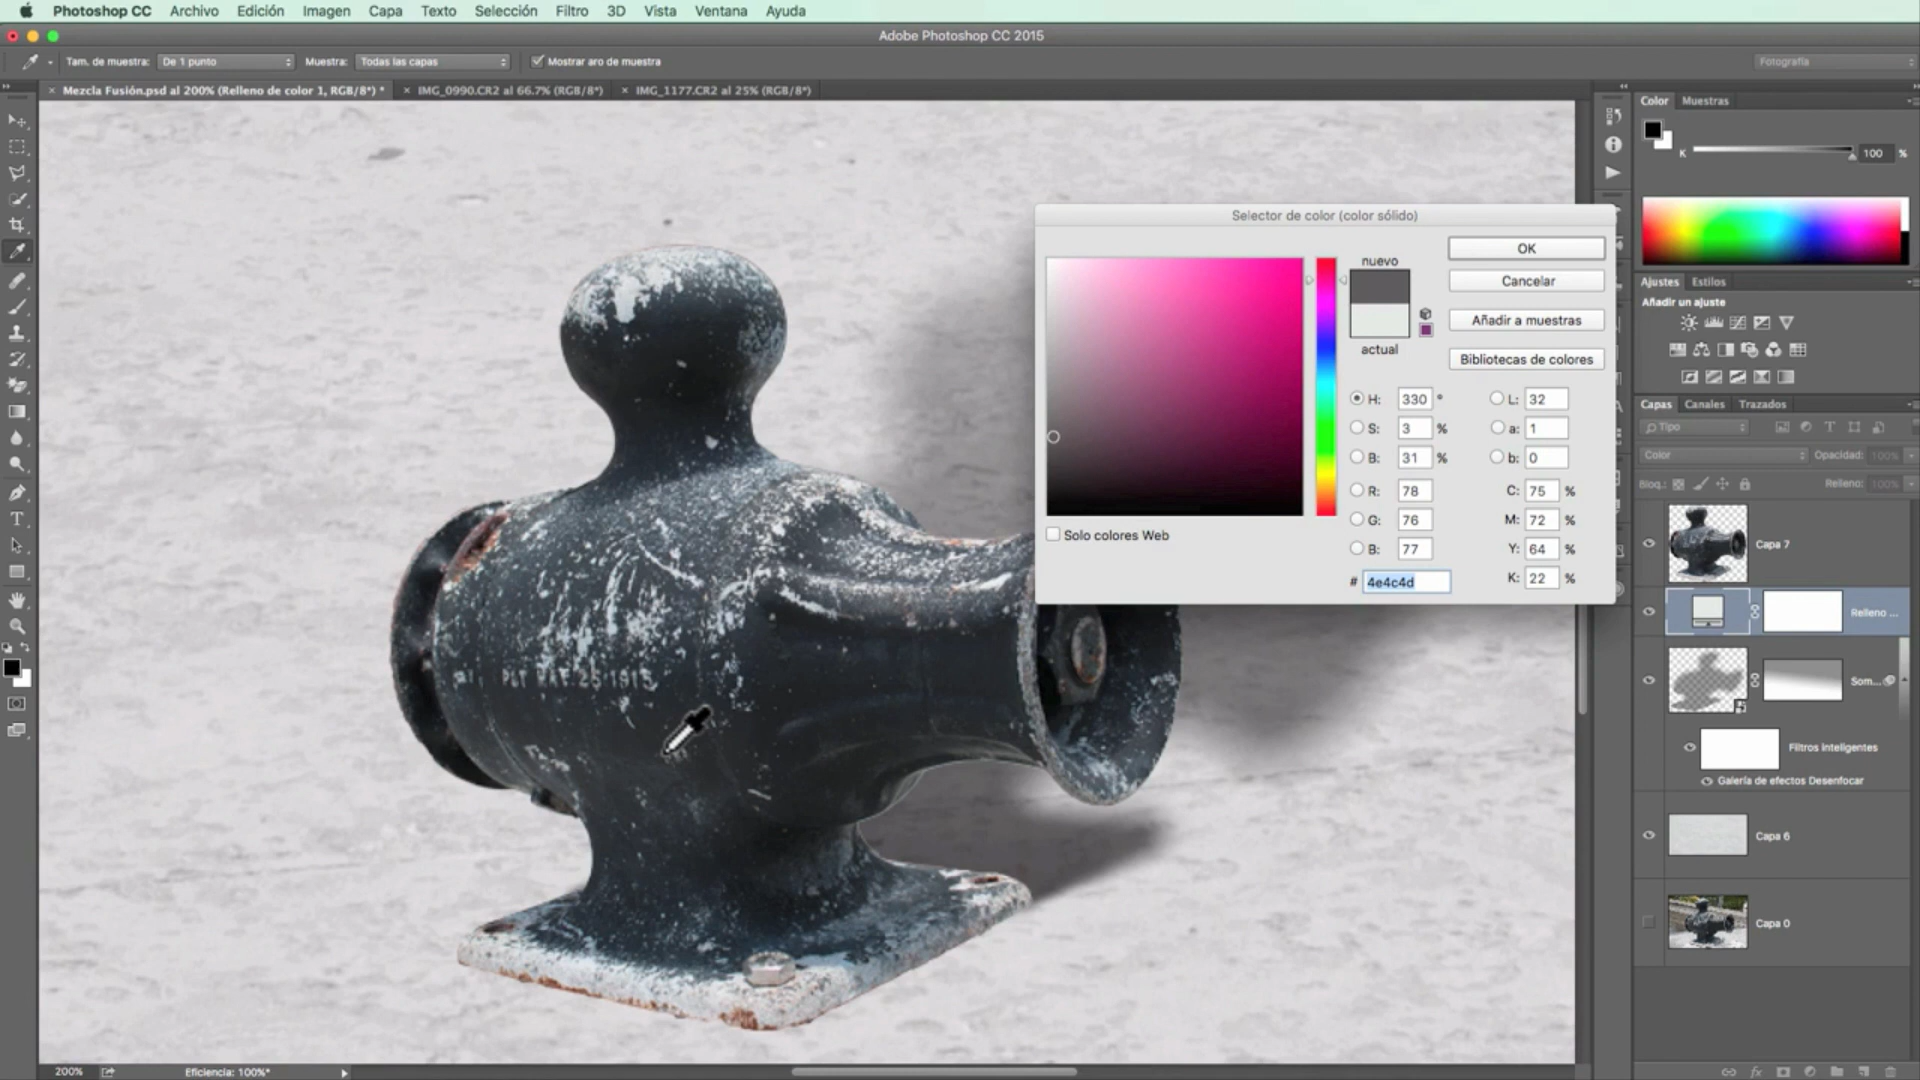 Photoshop CC Archivo Edición Imagen Capa Texto Selección Filtro 3D Vista Ventana Ayuda
Adobe Photoshop CC 2015
Tam. de muestra: De 1 punto Muestra: Todas las capas Mostrar aro de muestra Fotografía
× Mezcla Fusión.psd al 200% (Relleno de color 1, RGB/8*) * × IMG_0990.CR2 al 66.7% (RGB/8*) × IMG_1177.CR2 al 25% (RGB/8*)
Color Muestras
K 100 %
Selector de color (color sólido)
nuevo
actual
OK
Cancelar
Añadir a muestras
Bibliotecas de colores
H: 330 ° L: 32
S: 3 % a: 1
B: 31 % b: 0
R: 78 C: 75 %
G: 76 M: 72 %
B: 77 Y: 64 %
# 4e4c4d K: 22 %
Solo colores Web
Ajustes Estilos
Añadir un ajuste
Capas Canales Trazados
Tipo
Color Opacidad: 100%
Bloq.: Relleno: 100%
Capa 7
Relleno ...
Som...
Filtros inteligentes
Galería de efectos Desenfocar
Capa 6
Capa 0
200% Eficiencia: 100%*